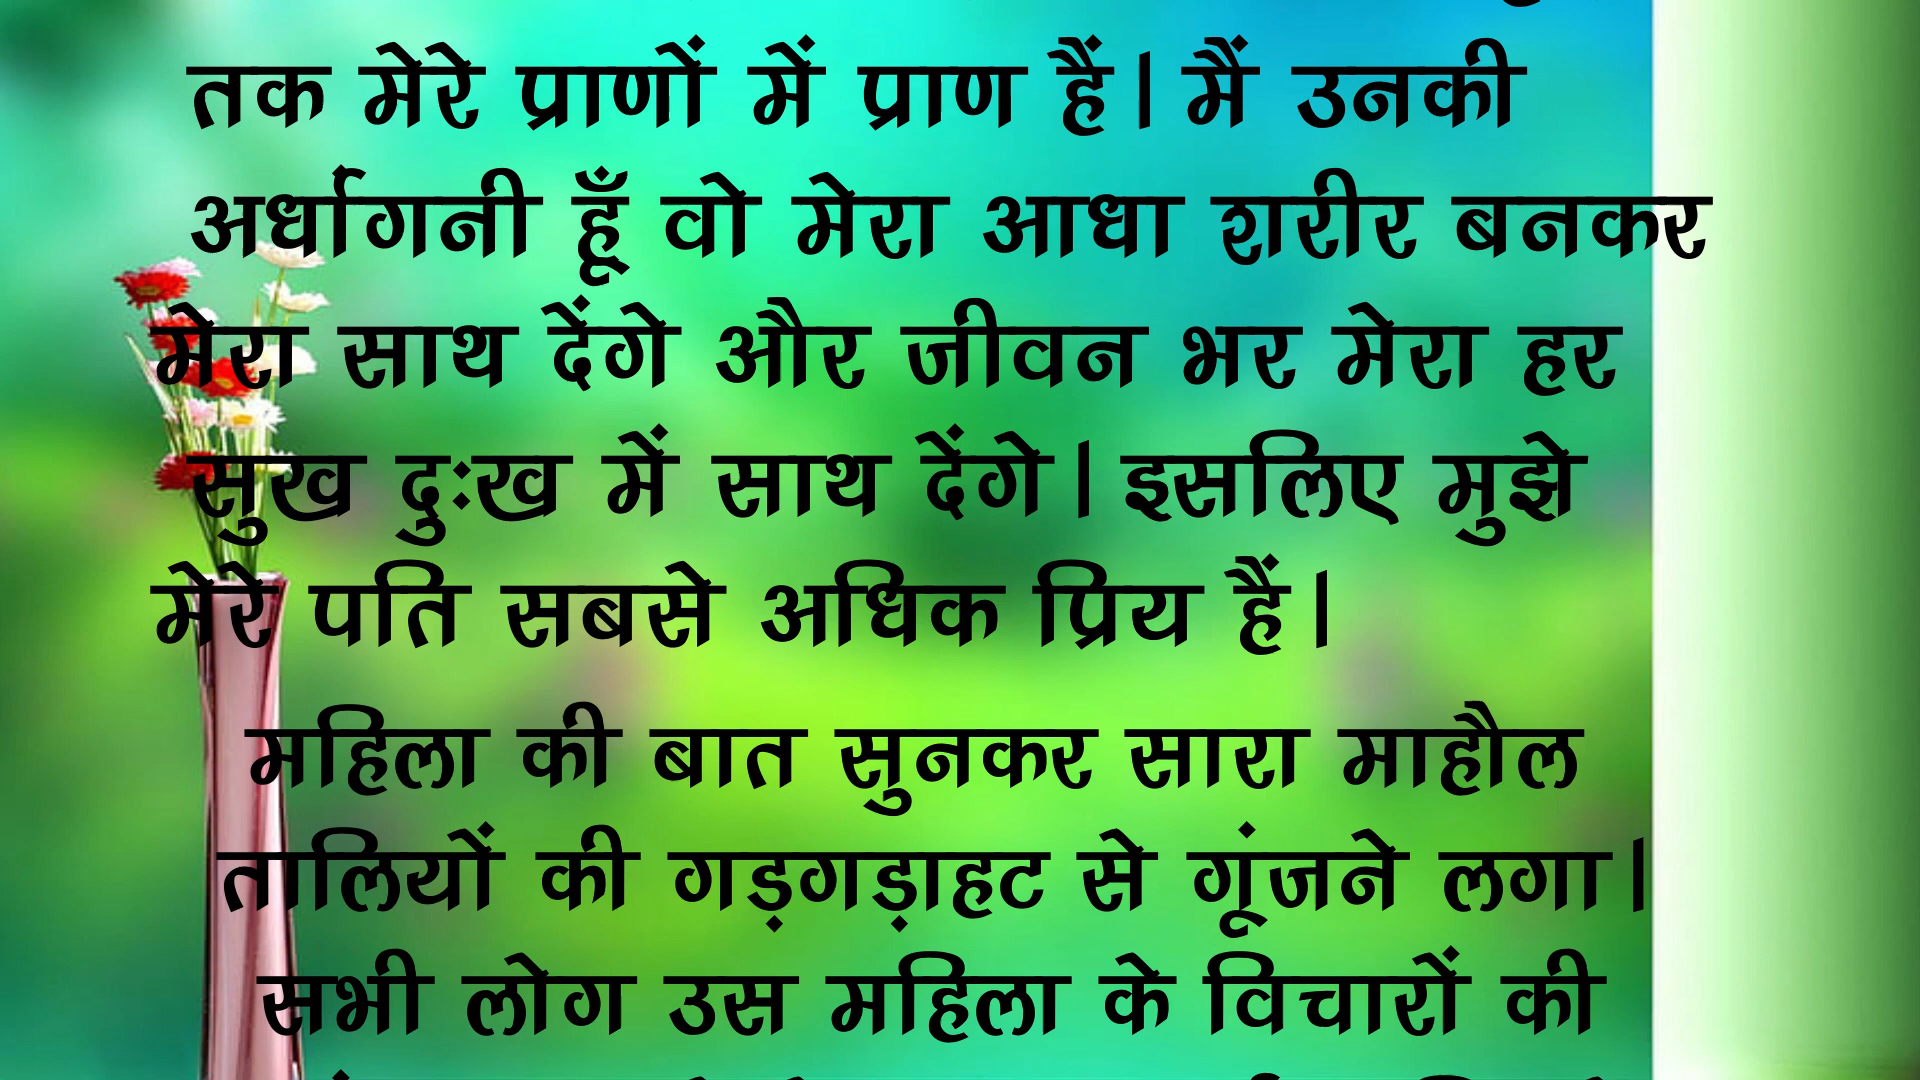 तक मेरे प्राणों में प्राण हैं। मैं उनकी
अर्धांगनी हूँ वो मेरा आधा शरीर बनकर
मेरा साथ देंगे और जीवन भर मेरा हर
सुख दुःख में साथ देंगे। इसलिए मुझे
मेरे पति सबसे अधिक प्रिय हैं।
महिला की बात सुनकर सारा माहौल
तालियों की गड़गड़ाहट से गूंजने लगा।
सभी लोग उस महिला के विचारों की